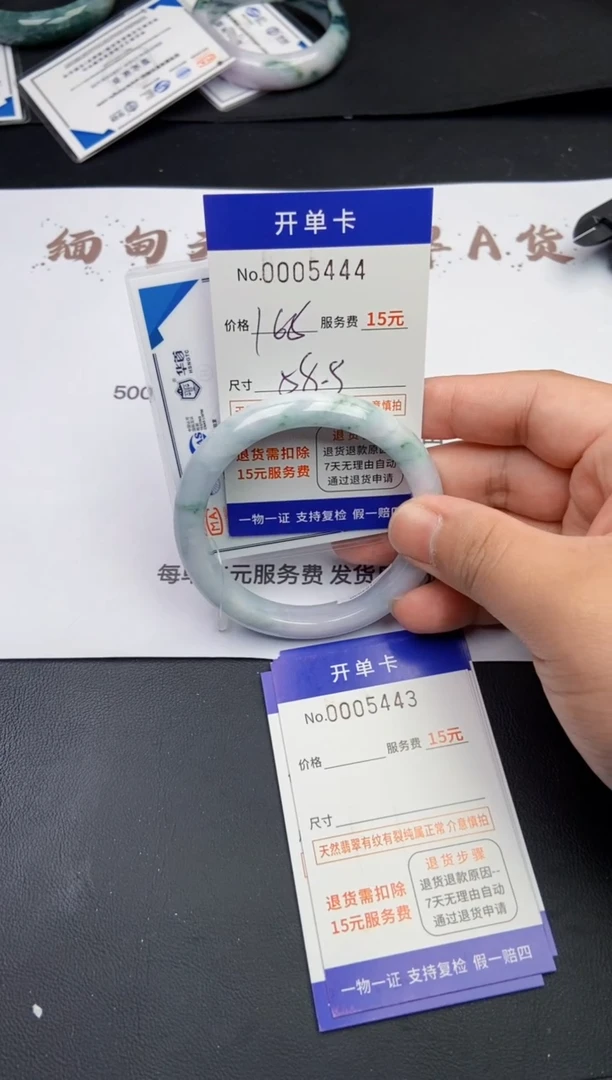 缅甸 A货
开单卡
No.0005444
价格 168 服务费 15元
尺寸 58.5
500
意慎拍
退货需扣除
15元服务费
退货退款原因--
7天无理由自动
通过退货申请
一物一证 支持复检 假一赔
MA
元服务费 发货
开单卡
No.0005443
价格 服务费 15元
尺寸
天然翡翠有纹有裂纯属正常 介意慎拍
退货需扣除
15元服务费
退货步骤
退货退款原因--
7天无理由自动
通过退货申请
一物一证 支持复检 假一赔四